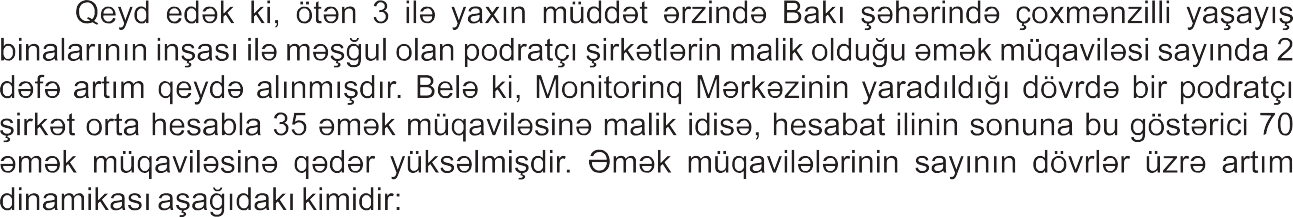 Qeyd edək ki, ötən 3 ilə yaxın müddət ərzində Bakı şəhərində çoxmənzilli yaşayış
binalarının inşası ilə məşğul olan podratçı şirkətlərin malik olduğu əmək müqaviləsi sayında 2
dəfə artım qeydə alınmışdır. Belə ki, Monitorinq Mərkəzinin yaradıldığı dövrdə bir podratçı
şirkət orta hesabla 35 əmək müqaviləsinə malik idisə, hesabat ilinin sonuna bu göstərici 70
əmək müqaviləsinə qədər yüksəlmişdir. Əmək müqavilələrinin sayının dövrlər üzrə artım
dinamikası aşağıdakı kimidir: